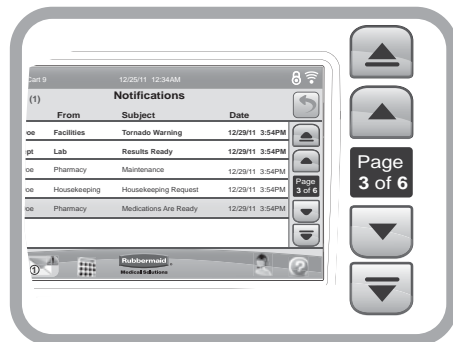 Cart 9 12/25/11 12:34AM
(1) Notifications
From Subject Date
oe Facilities Tornado Warning 12/29/11 3:54PM
pt Lab Results Ready 12/29/11 3:54PM
oe Pharmacy Maintenance 12/29/11 3:54PM
oe Housekeeping Housekeeping Request 12/29/11 3:54PM
oe Pharmacy Medications Are Ready 12/29/11 3:54PM
Page
3 of 6
1
Rubbermaid
Medical Solutions
?
Page
3 of 6